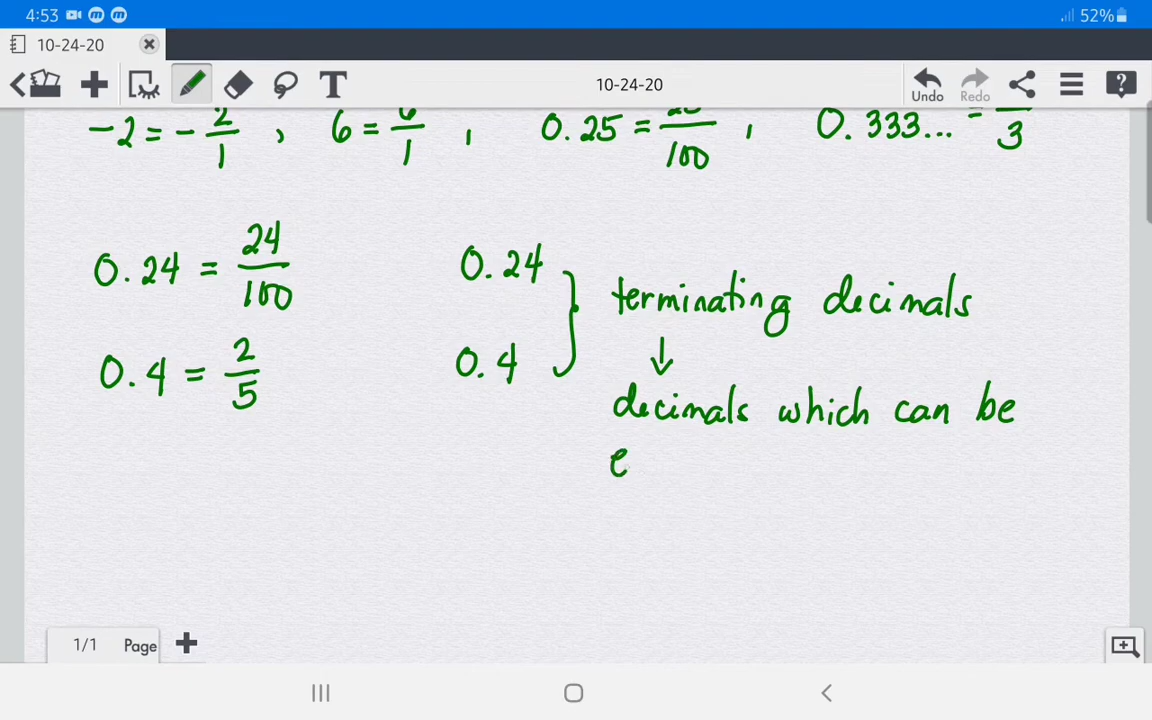 4:53 52%
10-24-20
T 10-24-20 Undo Redo ?
-2 = - 2/1 , 6 = 6/1 , 0.25 = /100 , 0.333... = /3
0.24 = 24/100 0.24
terminating decimals
0.4 = 2/5 0.4
decimals which can be
e
1/1 Page